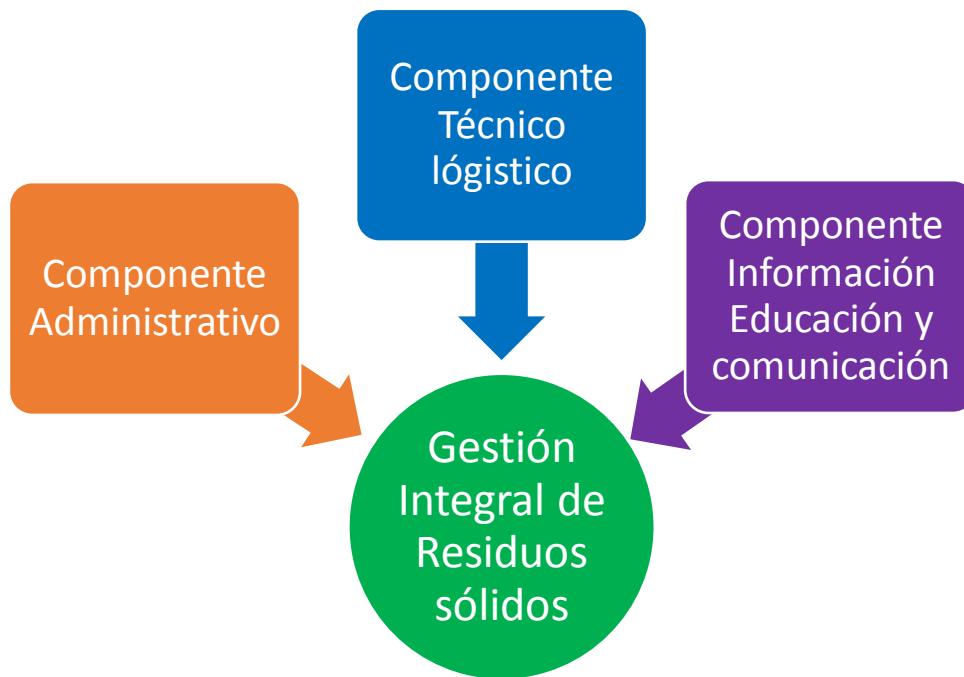 Componente
Técnico
lógistico
Componente
Administrativo
Componente
Información
Educación y
comunicación
Gestión
Integral de
Residuos
sólidos